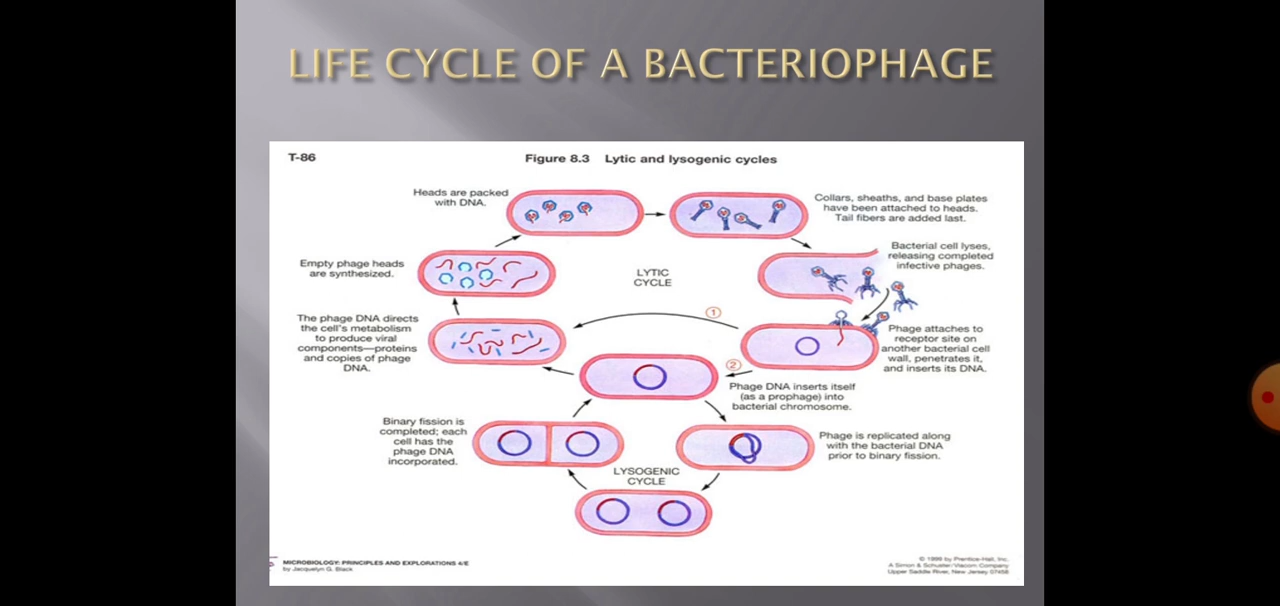 LIFE CYCLE OF A BACTERIOPHAGE
T-86
Figure 8.3 Lytic and lysogenic cycles
Heads are packed
with DNA.
Collars, sheaths, and base plates
have been attached to heads.
Tail fibers are added last.
Bacterial cell lyses,
releasing completed
infective phages.
Empty phage heads
are synthesized.
LYTIC
CYCLE
1
The phage DNA directs
the cell's metabolism
to produce viral
components—proteins
and copies of phage
DNA.
Phage attaches to
receptor site on
another bacterial cell
wall, penetrates it,
and inserts its DNA.
2
Phage DNA inserts itself
(as a prophage) into
bacterial chromosome.
Binary fission is
completed; each
cell has the
phage DNA
incorporated.
Phage is replicated along
with the bacterial DNA
prior to binary fission.
LYSOGENIC
CYCLE
MICROBIOLOGY: PRINCIPLES AND EXPLORATIONS 4/E
by Jacquelyn G. Black
© 1999 by Prentice-Hall, Inc.
A Simon & Schuster/Viacom Company
Upper Saddle River, New Jersey 07458